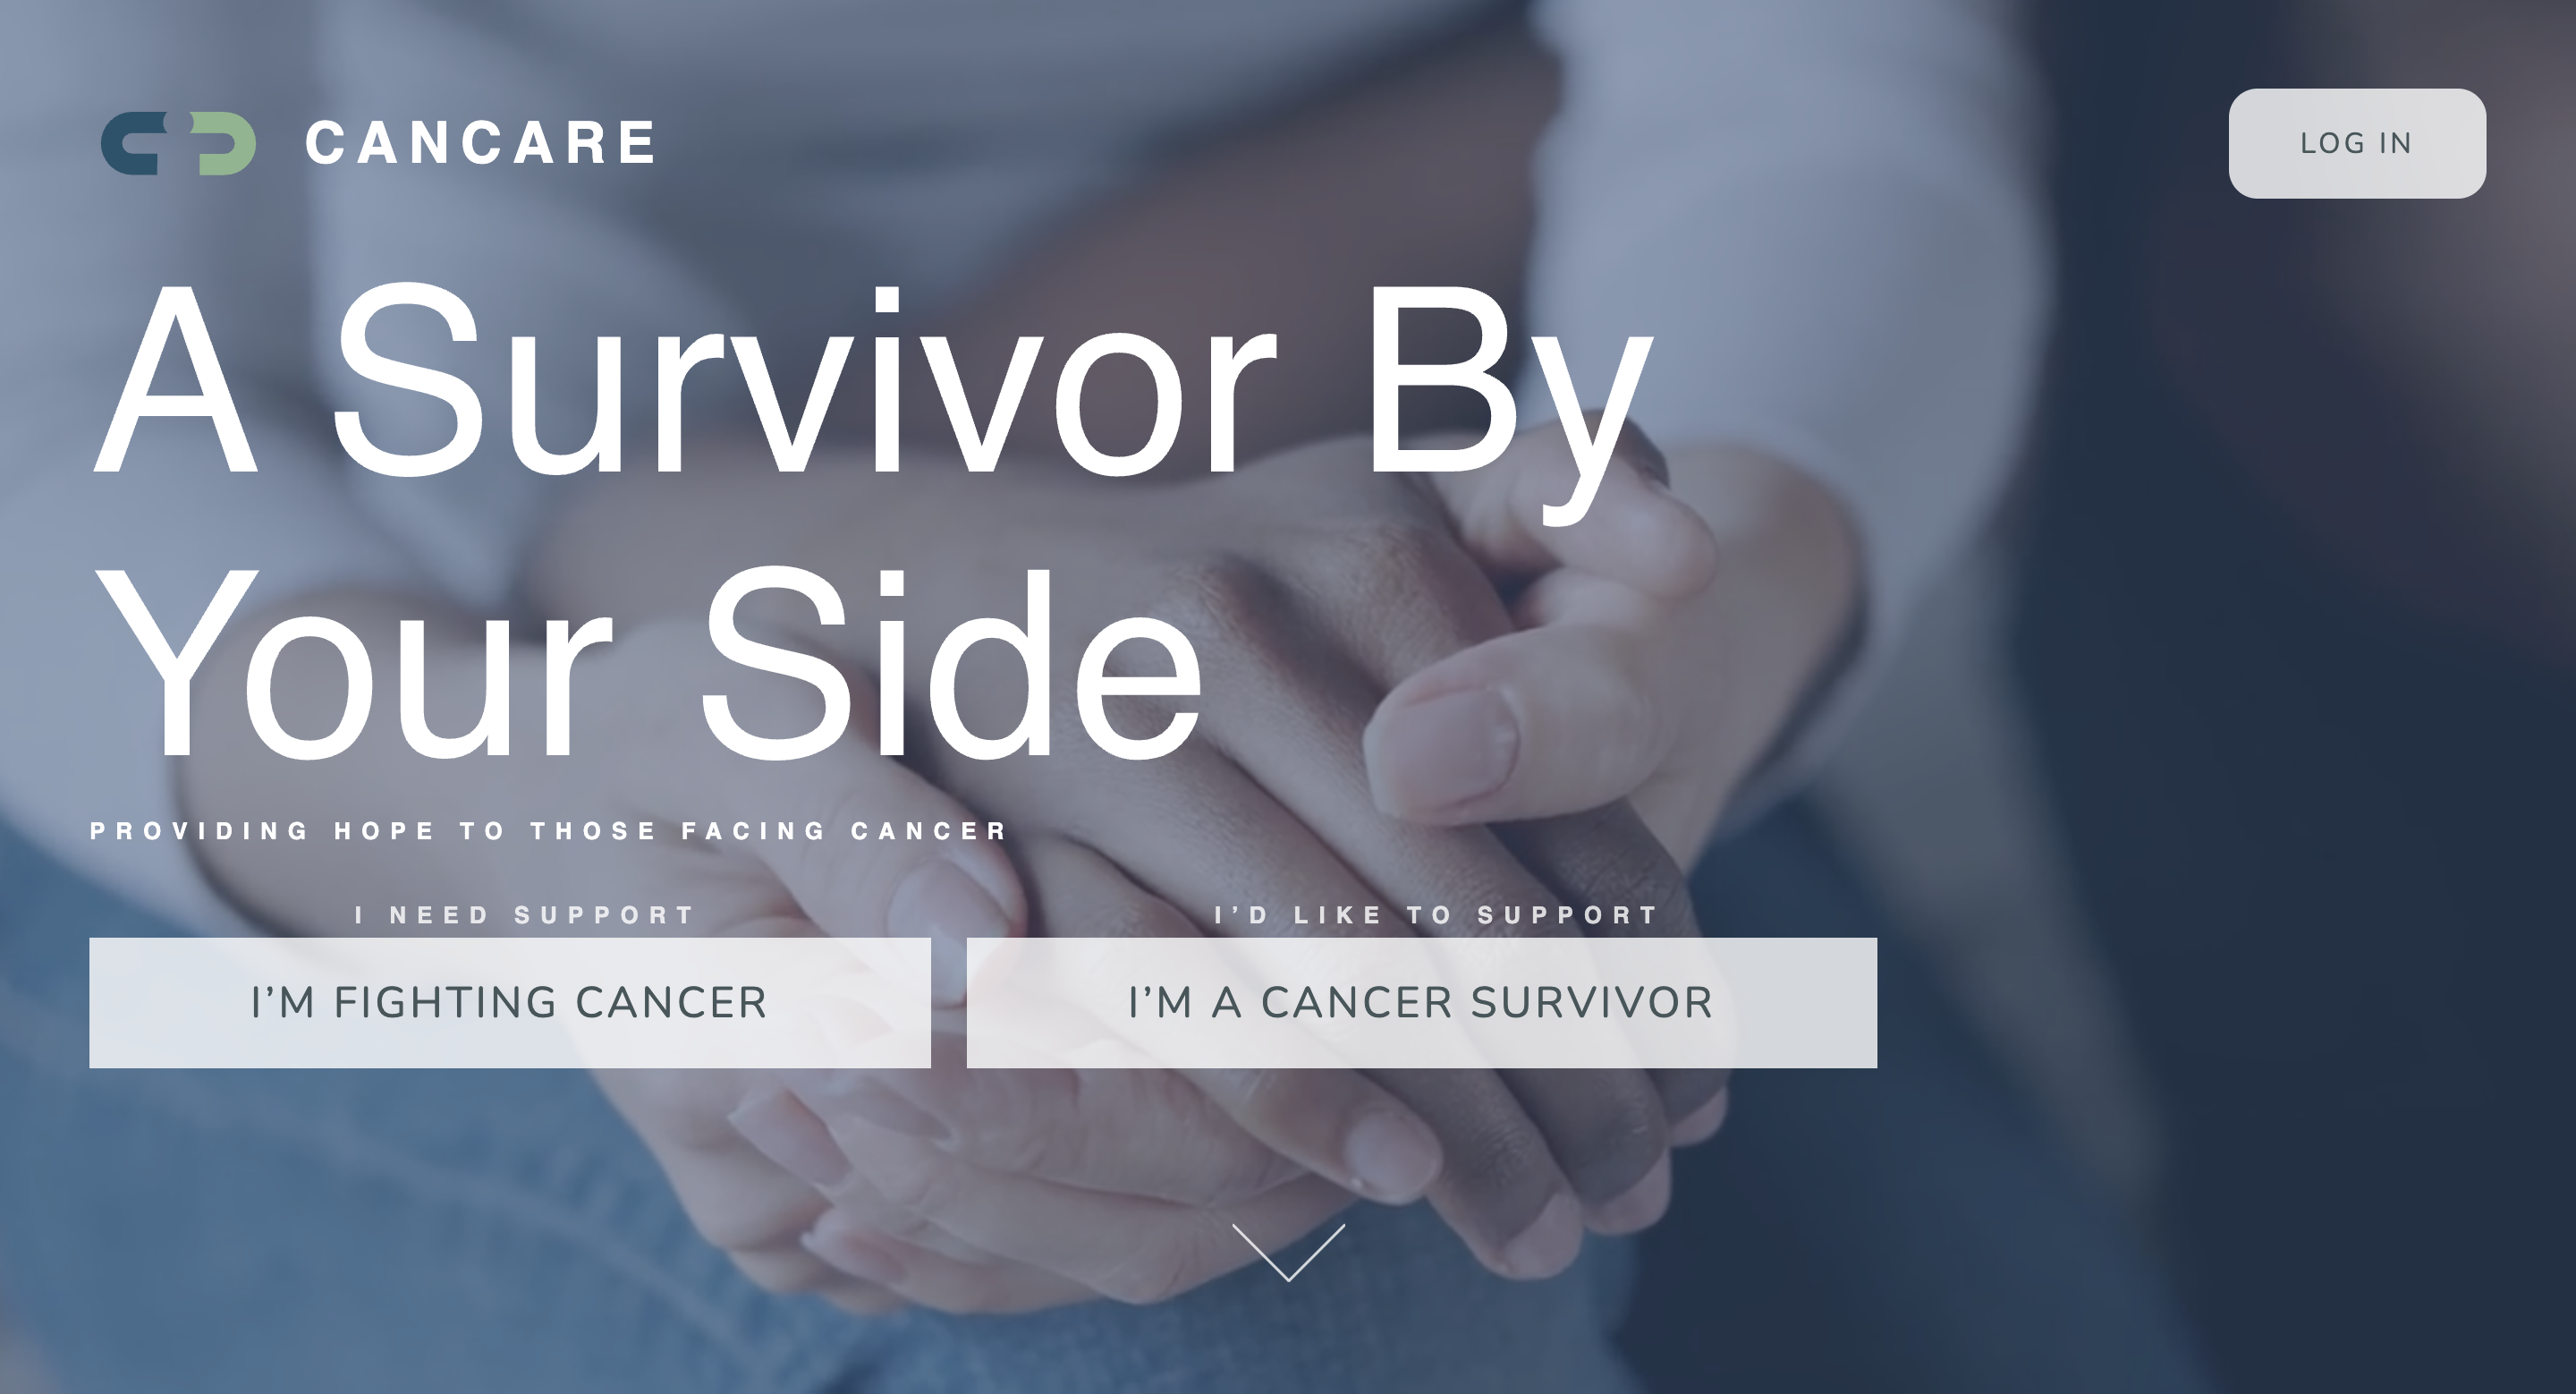 CANCARE
LOG IN
A Survivor By
Your Side
PROVIDING HOPE TO THOSE FACING CANCER
I NEED SUPPORT
I’D LIKE TO SUPPORT
I’M FIGHTING CANCER
I’M A CANCER SURVIVOR